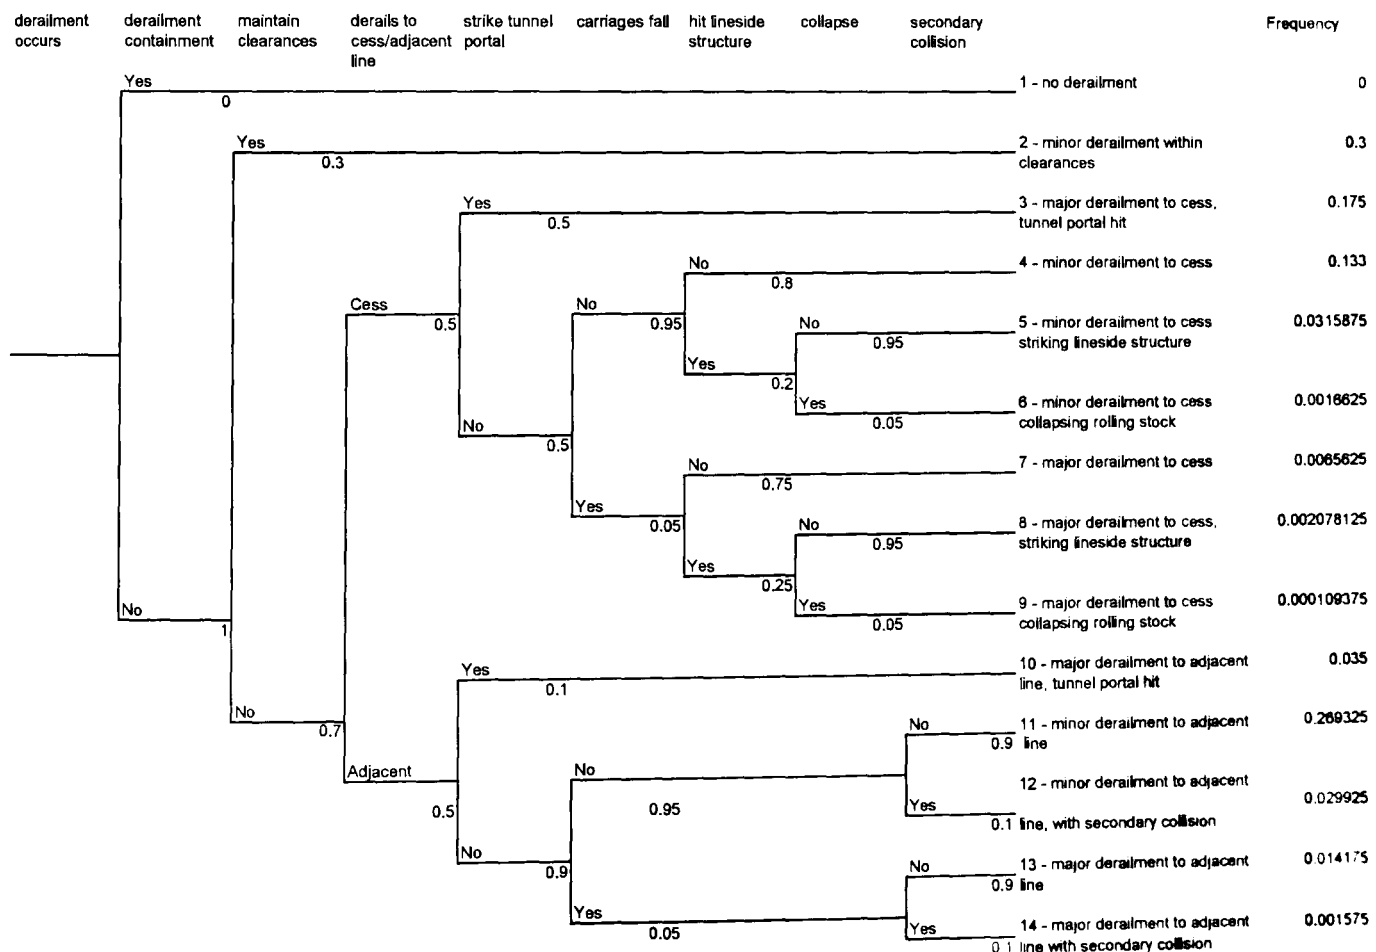 derailment occurs
derailment containment
maintain clearances
derails to cess/adjacent line
strike tunnel portal
carriages fall
hit lineside structure
collapse
secondary collision
Frequency
Yes
0
1 - no derailment
0
Yes
0.3
2 - minor derailment within
clearances
0.3
Yes
0.5
3 - major derailment to cess,
tunnel portal hit
0.175
No
0.8
4 - minor derailment to cess
0.133
Cess
0.5
No
0.95
No
0.95
5 - minor derailment to cess
striking lineside structure
0.0315875
Yes
0.2
Yes
0.05
6 - minor derailment to cess
collapsing rolling stock
0.0016625
No
0.5
No
0.75
7 - major derailment to cess
0.0065625
Yes
0.05
No
0.95
8 - major derailment to cess,
striking lineside structure
0.002078125
Yes
0.25
Yes
0.05
9 - major derailment to cess
collapsing rolling stock
0.000109375
No
1
Yes
0.1
10 - major derailment to adjacent
line, tunnel portal hit
0.035
No
0.7
No
0.9
11 - minor derailment to adjacent
line
0.269325
Adjacent
0.5
No
0.95
12 - minor derailment to adjacent
Yes
0.1
line, with secondary collision
0.029925
No
0.9
No
0.9
13 - major derailment to adjacent
line
0.014175
Yes
0.05
Yes
0.1
14 - major derailment to adjacent
line with secondary collision
0.001575